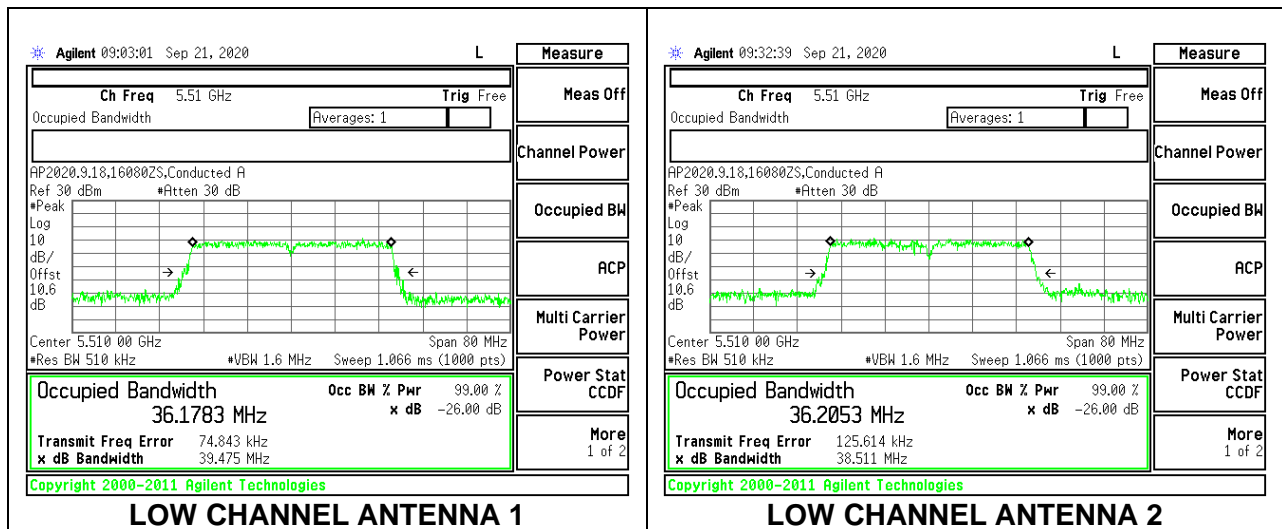 Agilent 09:03:01 Sep 21, 2020 L
Measure
Ch Freq 5.51 GHz Trig Free
Occupied Bandwidth Averages: 1
AP2020.9.18,16080ZS,Conducted A
Ref 30 dBm #Atten 30 dB
#Peak
Log
10
dB/
Offst
10.6
dB
Center 5.510 00 GHz Span 80 MHz
#Res BW 510 kHz #VBW 1.6 MHz Sweep 1.066 ms (1000 pts)
Occupied Bandwidth Occ BW % Pwr 99.00 %
36.1783 MHz x dB -26.00 dB
Transmit Freq Error 74.843 kHz
x dB Bandwidth 39.475 MHz
Copyright 2000-2011 Agilent Technologies
Meas Off
Channel Power
Occupied BW
ACP
Multi Carrier
Power
Power Stat
CCDF
More
1 of 2
LOW CHANNEL ANTENNA 1
Agilent 09:32:39 Sep 21, 2020 L
Measure
Ch Freq 5.51 GHz Trig Free
Occupied Bandwidth Averages: 1
AP2020.9.18,16080ZS,Conducted A
Ref 30 dBm #Atten 30 dB
#Peak
Log
10
dB/
Offst
10.6
dB
Center 5.510 00 GHz Span 80 MHz
#Res BW 510 kHz #VBW 1.6 MHz Sweep 1.066 ms (1000 pts)
Occupied Bandwidth Occ BW % Pwr 99.00 %
36.2053 MHz x dB -26.00 dB
Transmit Freq Error 125.614 kHz
x dB Bandwidth 38.511 MHz
Copyright 2000-2011 Agilent Technologies
Meas Off
Channel Power
Occupied BW
ACP
Multi Carrier
Power
Power Stat
CCDF
More
1 of 2
LOW CHANNEL ANTENNA 2